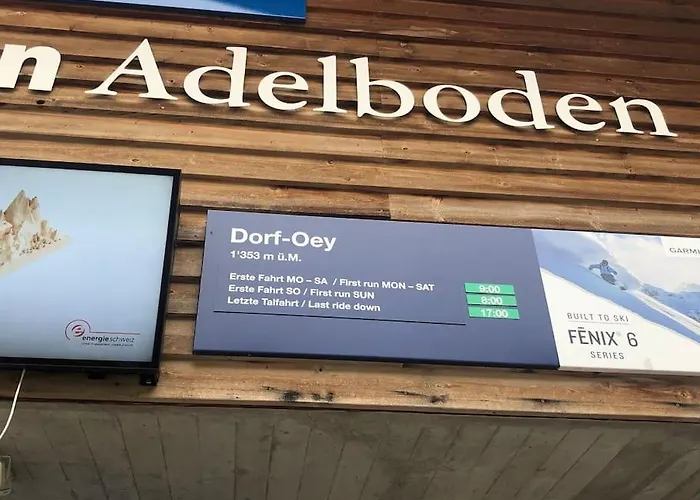 n Adelboden
Dorf-Oey
1'353 m ü.M.
Erste Fahrt MO – SA / First run MON – SAT 9:00
Erste Fahrt SO / First run SUN 8:00
Letzte Talfahrt / Last ride down 17:00
GARMI
BUILT TO SKI
FĒNIX® 6
SERIES
energieschweiz